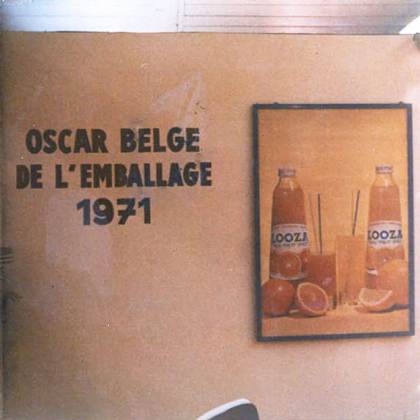 OSCAR BELGE
DE L'EMBALLAGE
1971
LOOZA
LOOZA